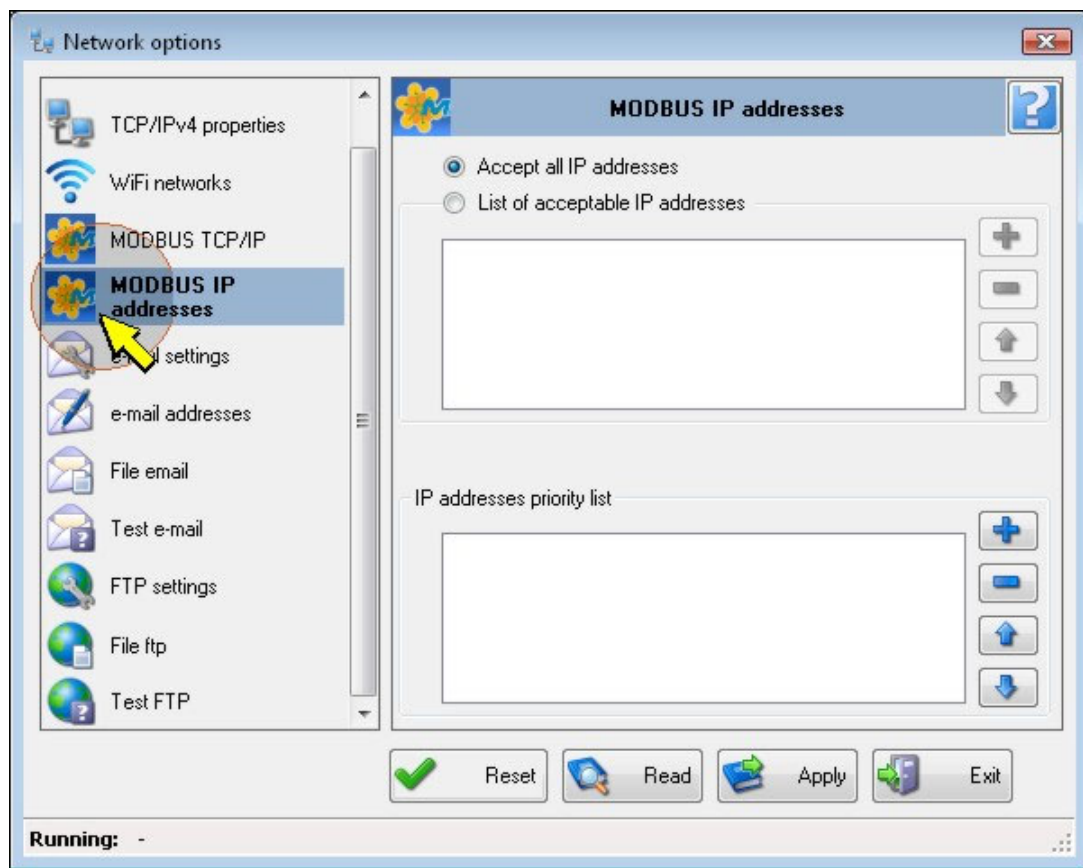 Network options
TCP/IPv4 properties
WiFi networks
MODBUS TCP/IP
MODBUS IP
addresses
settings
e-mail addresses
File email
Test e-mail
FTP settings
File ftp
Test FTP
MODBUS IP addresses
Accept all IP addresses
List of acceptable IP addresses
IP addresses priority list
Reset
Read
Apply
Exit
Running: -